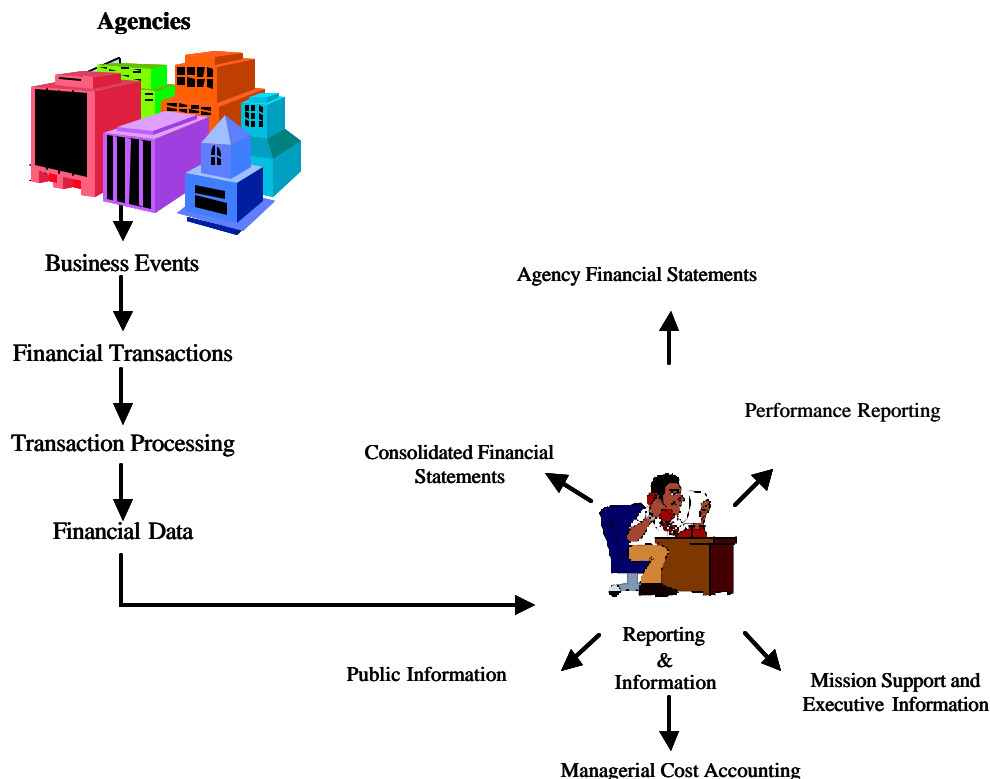 Agencies
Business Events
Financial Transactions
Transaction Processing
Financial Data
Agency Financial Statements
Performance Reporting
Consolidated Financial
Statements
Reporting
&
Information
Public Information
Mission Support and
Executive Information
Managerial Cost Accounting